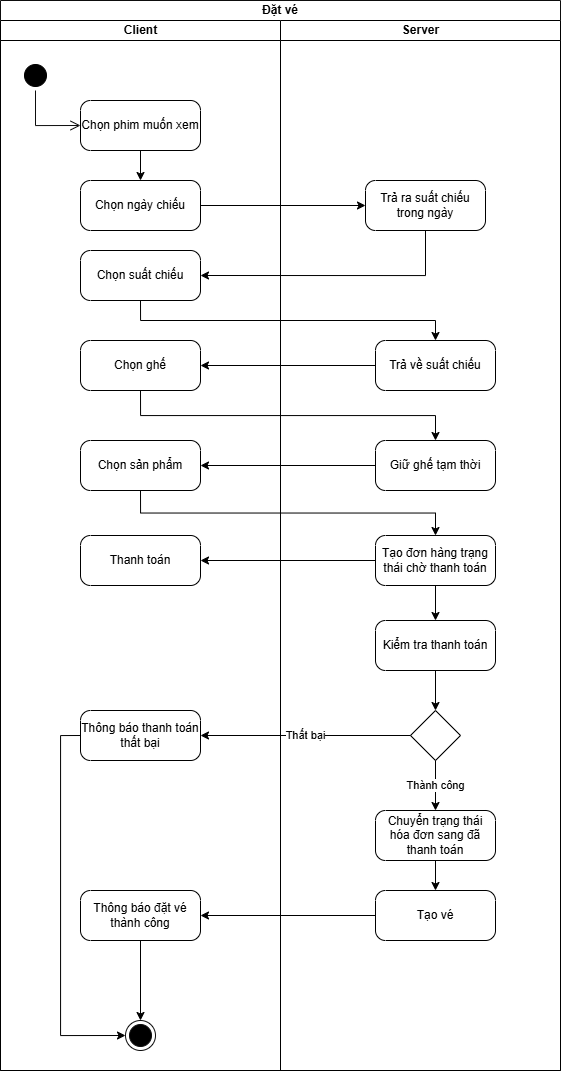 Đặt vé
Client
Server
Chọn phim muốn xem
Chọn ngày chiếu
Trả ra suất chiếu
trong ngày
Chọn suất chiếu
Chọn ghế
Trả về suất chiếu
Chọn sản phẩm
Giữ ghế tạm thời
Thanh toán
Tạo đơn hàng trạng
thái chờ thanh toán
Kiểm tra thanh toán
Thông báo thanh toán
thất bại
Thất bại
Thành công
Chuyển trạng thái
hóa đơn sang đã
thanh toán
Thông báo đặt vé
thành công
Tạo vé